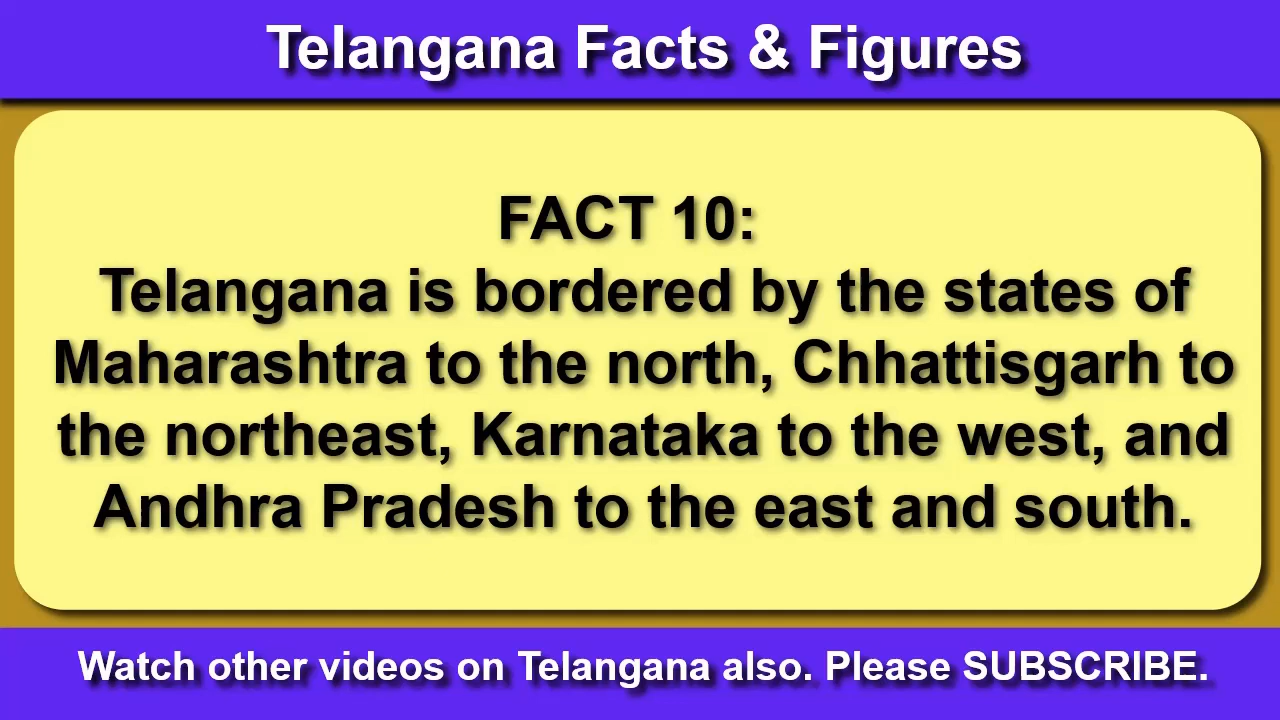 Telangana Facts & Figures
FACT 10:
Telangana is bordered by the states of
Maharashtra to the north, Chhattisgarh to
the northeast, Karnataka to the west, and
Andhra Pradesh to the east and south.
Watch other videos on Telangana also. Please SUBSCRIBE.